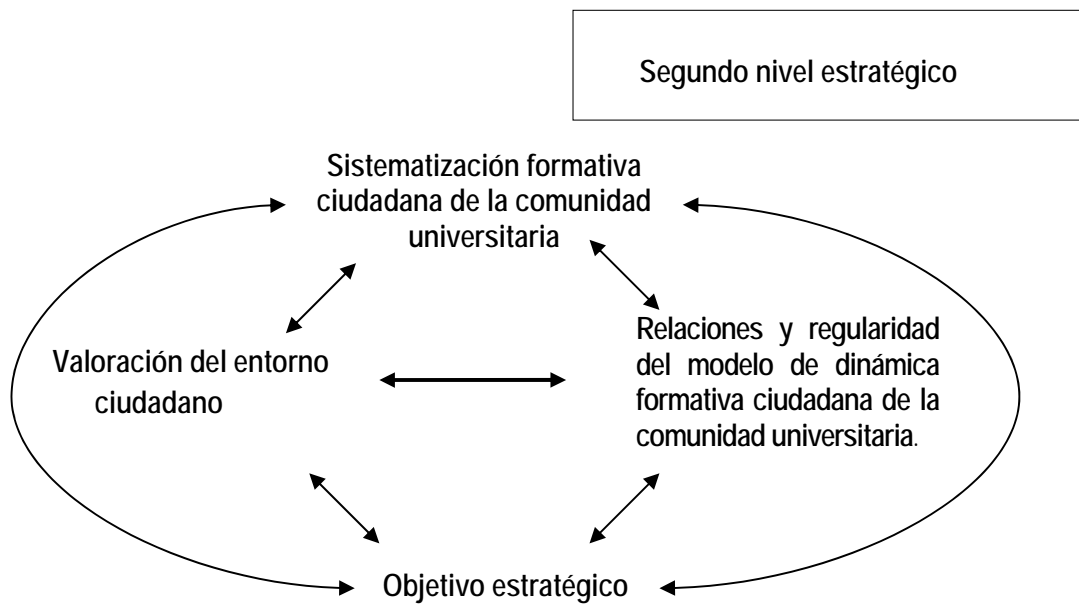 Segundo nivel estratégico
Sistematización formativa
ciudadana de la comunidad
universitaria
Valoración del entorno
ciudadano
Relaciones y regularidad
del modelo de dinámica
formativa ciudadana de la
comunidad universitaria.
Objetivo estratégico